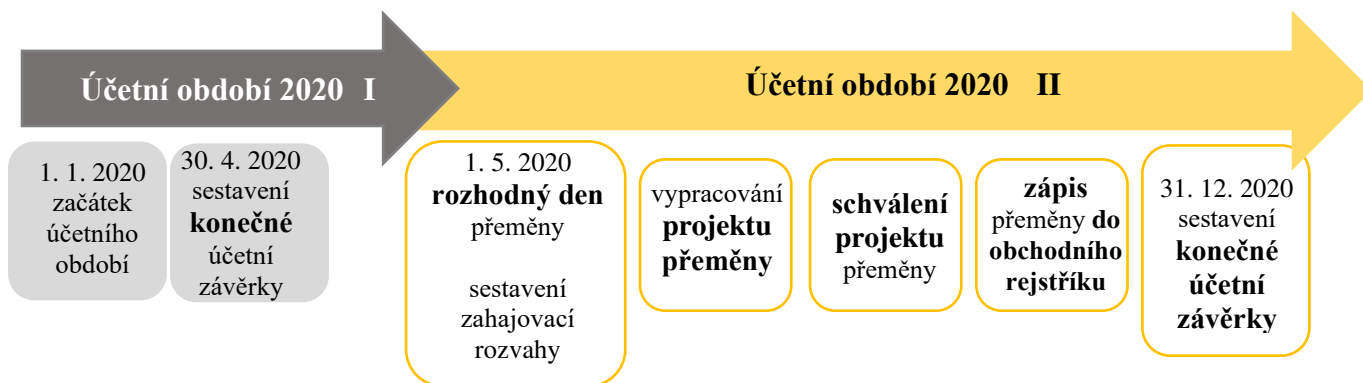 Účetní období 2020 I
Účetní období 2020 II
1. 1. 2020
začátek
účetního
období
30. 4. 2020
sestavení
konečné
účetní
závěrky
1. 5. 2020
rozhodný den
přeměny
sestavení
zahajovací
rozvahy
vypracování
projektu
přeměny
schválení
projektu
přeměny
zápis
přeměny do
obchodního
rejstříku
31. 12. 2020
sestavení
konečné
účetní
závěrky